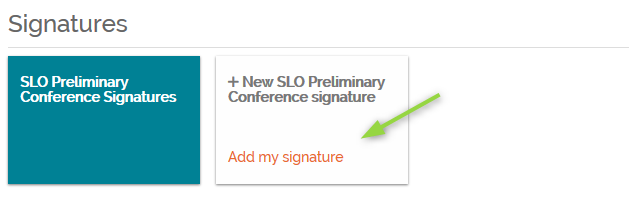 Signatures
SLO Preliminary
Conference Signatures
+ New SLO Preliminary
Conference signature
Add my signature